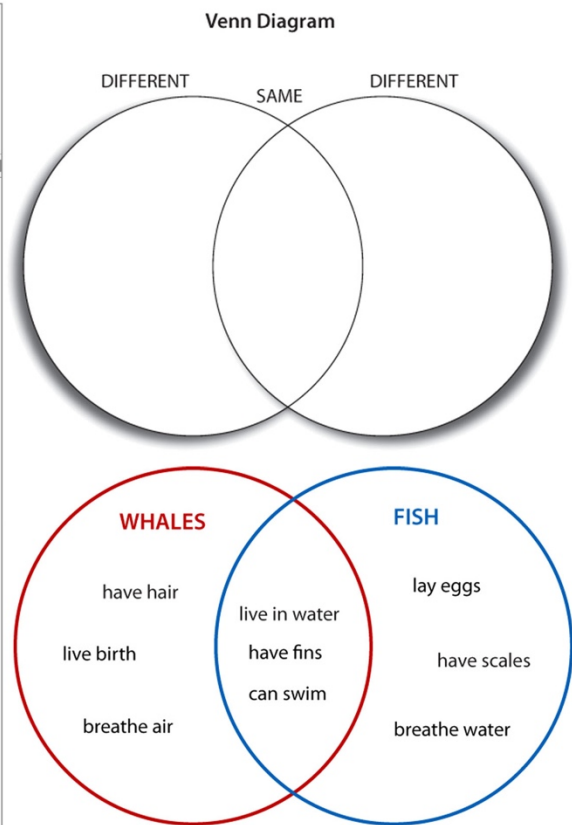 Venn Diagram
DIFFERENT
SAME
DIFFERENT
WHALES
have hair
live birth
breathe air
live in water
have fins
can swim
FISH
lay eggs
have scales
breathe water